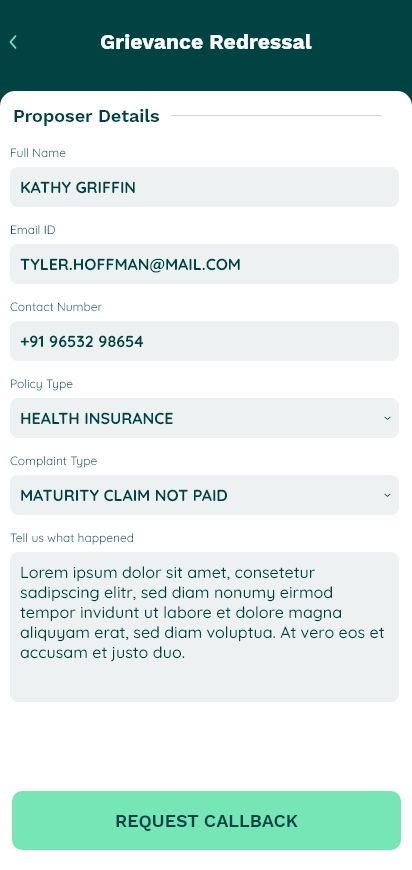 Grievance Redressal
Proposer Details
Full Name
KATHY GRIFFIN
Email ID
TYLER.HOFFMAN@MAIL.COM
Contact Number
+91 96532 98654
Policy Type
HEALTH INSURANCE
Complaint Type
MATURITY CLAIM NOT PAID
Tell us what happened
Lorem ipsum dolor sit amet, consetetur
sadipscing elitr, sed diam nonumy eirmod
tempor invidunt ut labore et dolore magna
aliquyam erat, sed diam voluptua. At vero eos et
accusam et justo duo.
REQUEST CALLBACK